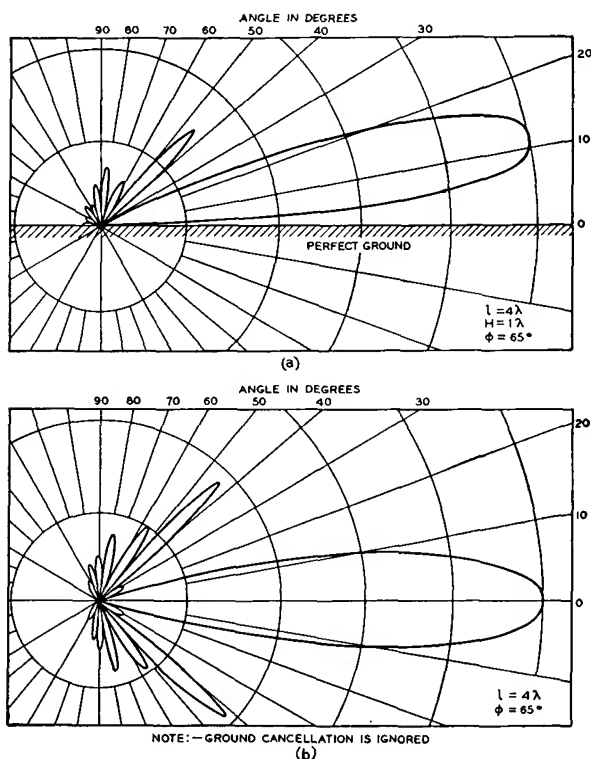 ANGLE IN DEGREES
90 80 70 60 50 40 30
20
10
0
PERFECT GROUND
l = 4λ
H = 1λ
φ = 65°
(a)
ANGLE IN DEGREES
90 80 70 60 50 40 30
20
10
0
l = 4λ
φ = 65°
NOTE:— GROUND CANCELLATION IS IGNORED
(b)